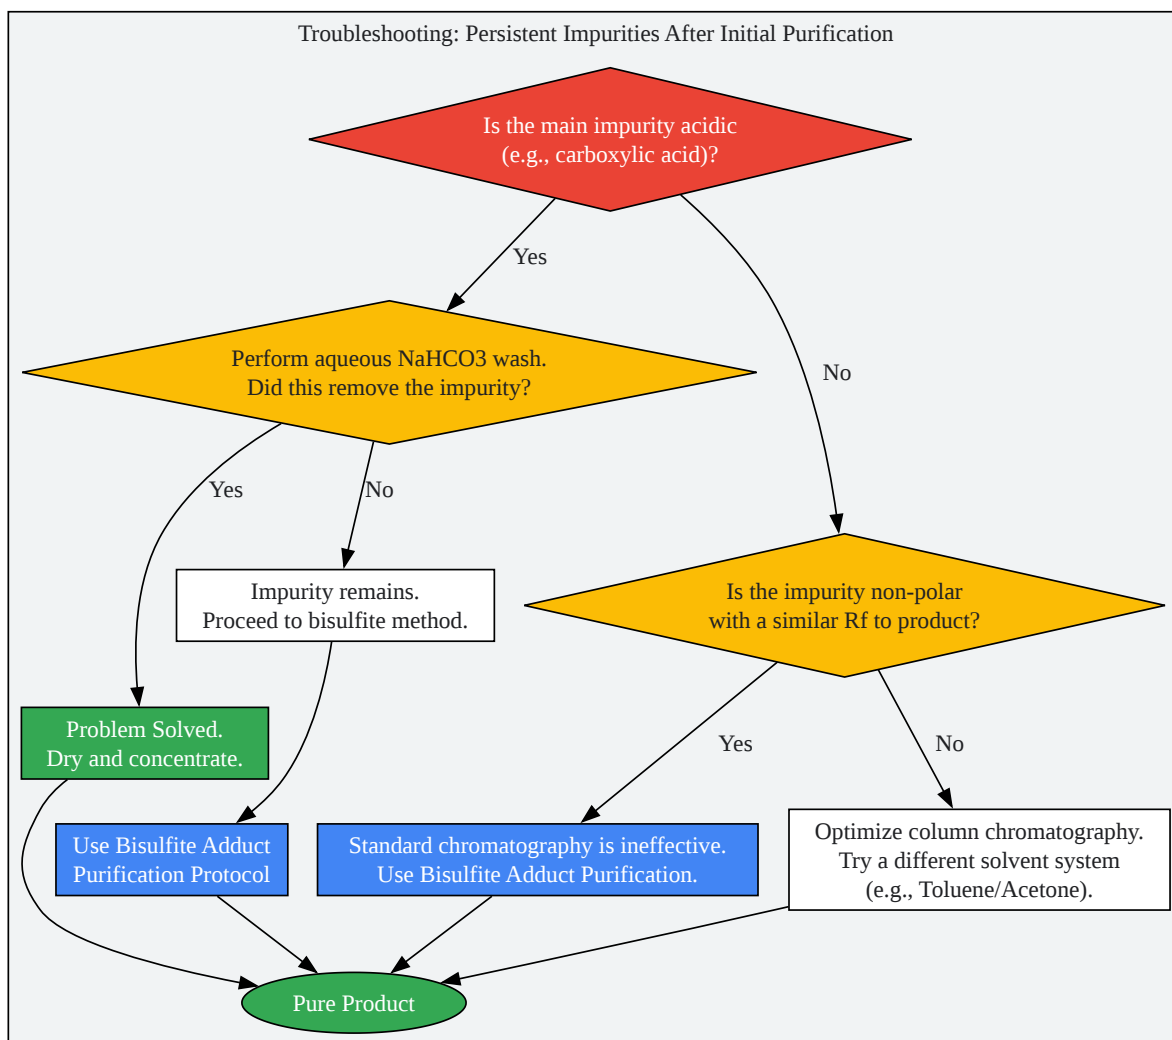 Troubleshooting: Persistent Impurities After Initial Purification
Is the main impurity acidic
(e.g., carboxylic acid)?
Yes
No
Perform aqueous NaHCO3 wash.
Did this remove the impurity?
Yes
No
Impurity remains.
Proceed to bisulfite method.
Is the impurity non-polar
with a similar Rf to product?
Problem Solved.
Dry and concentrate.
Yes
No
Use Bisulfite Adduct
Purification Protocol
Standard chromatography is ineffective.
Use Bisulfite Adduct Purification.
Optimize column chromatography.
Try a different solvent system
(e.g., Toluene/Acetone).
Pure Product